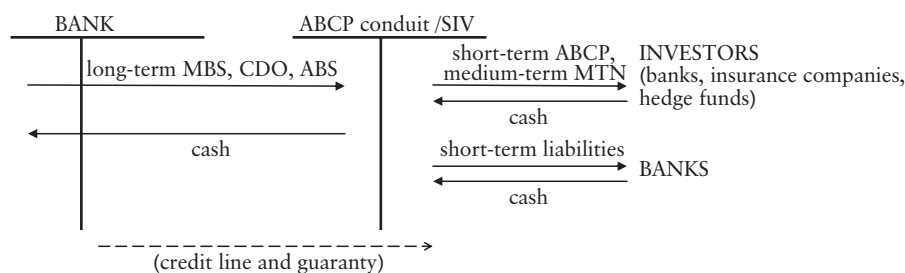 BANK
ABCP conduit /SIV
long-term MBS, CDO, ABS
cash
short-term ABCP,
medium-term MTN
cash
INVESTORS
(banks, insurance companies,
hedge funds)
short-term liabilities
cash
BANKS
(credit line and guaranty)